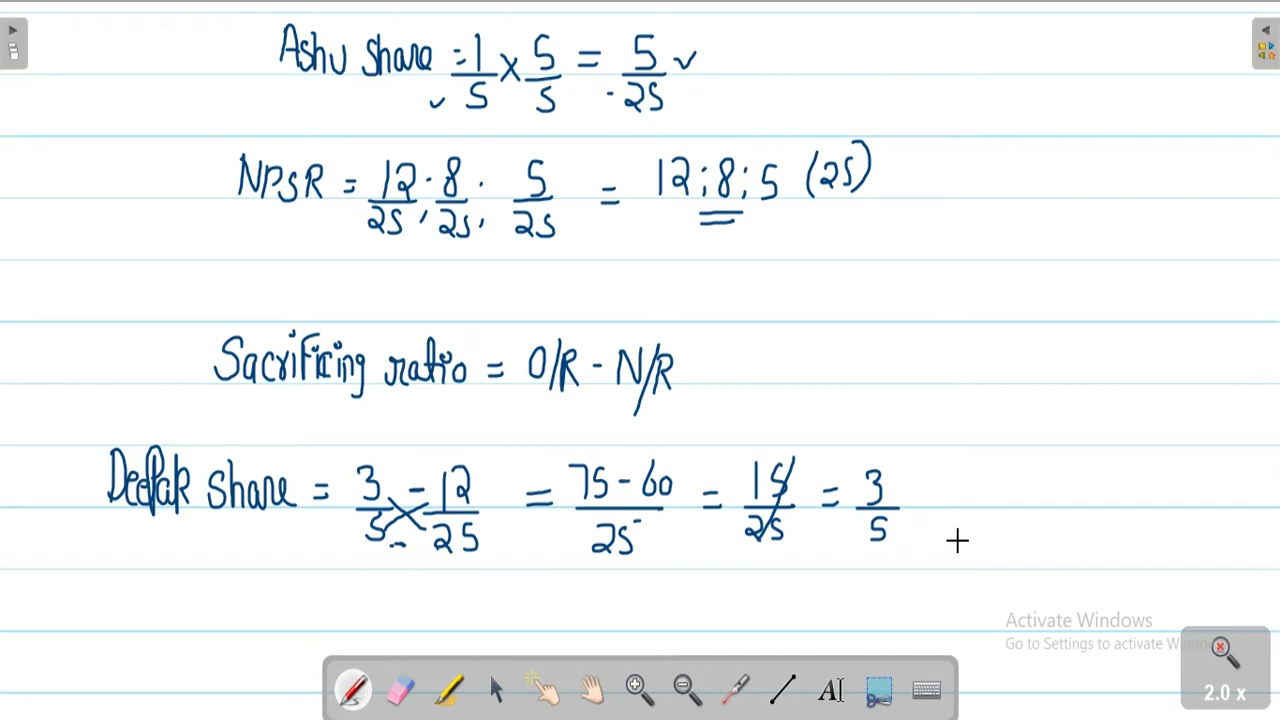 Ashu share = 1/5 × 5/5 = 5/25
NPSR = 12/25, 8/25, 5/25 = 12:8:5 (25)
Sacrificing ratio = O/R - N/R
Deepak share = 3/5 - 12/25 = 75-60/25 = 15/25 = 3/5
Activate Windows
Go to Settings to activate Windows
2.0 x